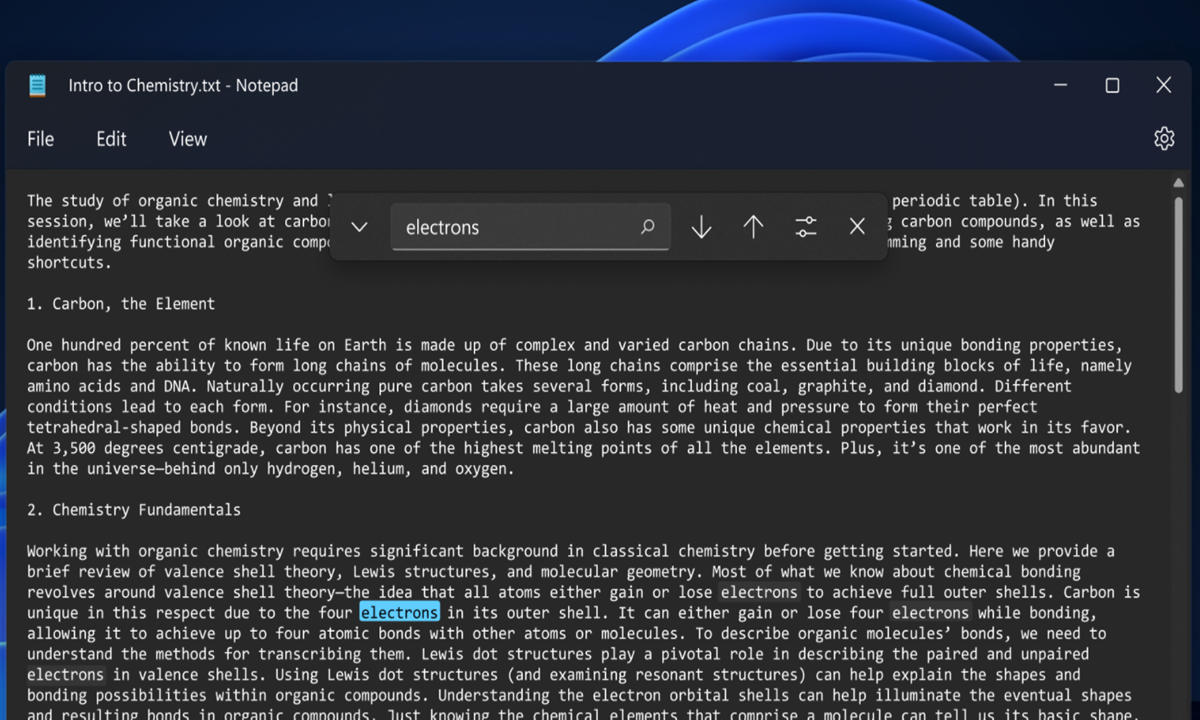 Intro to Chemistry.txt - Notepad
File Edit View
electrons
The study of organic chemistry and periodic table). In this
session, we'll take a look at carbon carbon compounds, as well as
identifying functional organic and some handy
shortcuts.
1. Carbon, the Element
One hundred percent of known life on Earth is made up of complex and varied carbon chains. Due to its unique bonding properties,
carbon has the ability to form long chains of molecules. These long chains comprise the essential building blocks of life, namely
amino acids and DNA. Naturally occurring pure carbon takes several forms, including coal, graphite, and diamond. Different
conditions lead to each form. For instance, diamonds require a large amount of heat and pressure to form their perfect
tetrahedral-shaped bonds. Beyond its physical properties, carbon also has some unique chemical properties that work in its favor.
At 3,500 degrees centigrade, carbon has one of the highest melting points of all the elements. Plus, it's one of the most abundant
in the universe—behind only hydrogen, helium, and oxygen.
2. Chemistry Fundamentals
Working with organic chemistry requires significant background in classical chemistry before getting started. Here we provide a
brief review of valence shell theory, Lewis structures, and molecular geometry. Most of what we know about chemical bonding
revolves around valence shell theory—the idea that all atoms either gain or lose electrons to achieve full outer shells. Carbon is
unique in this respect due to the four electrons in its outer shell. It can either gain or lose four electrons while bonding,
allowing it to achieve up to four atomic bonds with other atoms or molecules. To describe organic molecules' bonds, we need to
understand the methods for transcribing them. Lewis dot structures play a pivotal role in describing the paired and unpaired
electrons in valence shells. Using Lewis dot structures (and examining resonant structures) can help explain the shapes and
bonding possibilities within organic compounds. Understanding the electron orbital shells can help illuminate the eventual shapes
and resulting bonds in organic compounds. Just knowing the chemical elements that comprise a molecule can tell us its basic shape,